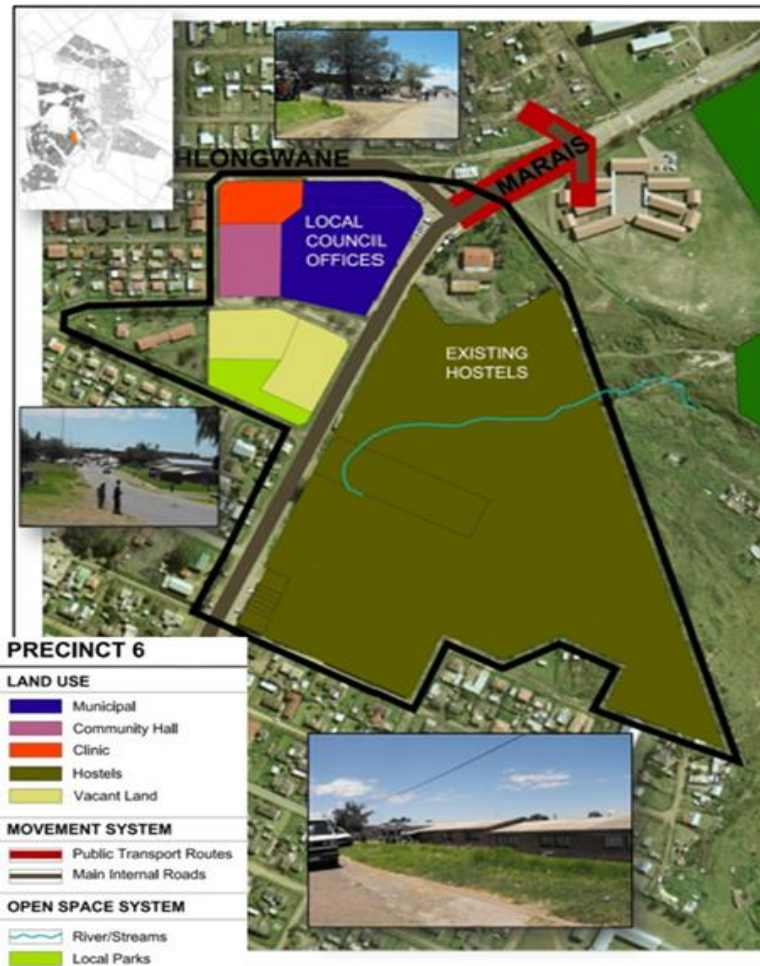 HLONGWANE
MARAIS
LOCAL
COUNCIL
OFFICES
EXISTING
HOSTELS
PRECINCT 6
LAND USE
Municipal
Community Hall
Clinic
Hostels
Vacant Land
MOVEMENT SYSTEM
Public Transport Routes
Main Internal Roads
OPEN SPACE SYSTEM
River/Streams
Local Parks